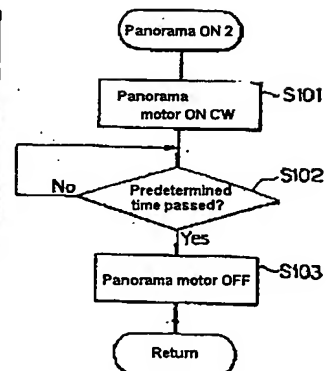 Panorama ON 2
Panorama
motor ON CW
S101
No
Predetermined
time passed?
S102
Yes
Panorama motor OFF
S103
Return